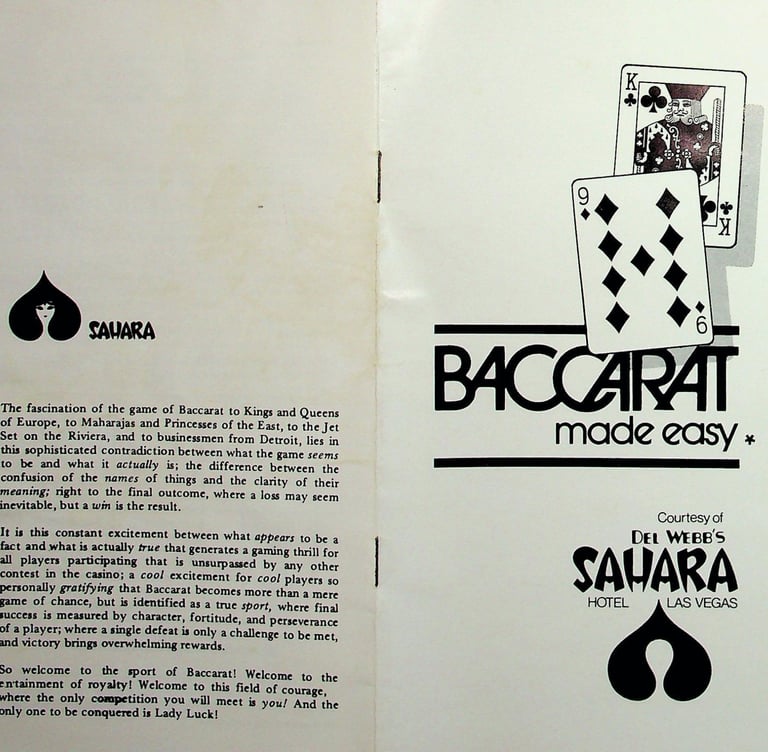 SAHARA
The fascination of the game of Baccarat to Kings and Queens
of Europe, to Maharajas and Princesses of the East, to the Jet
Set on the Riviera, and to businessmen from Detroit, lies in
this sophisticated contradiction between what the game seems
to be and what it actually is; the difference between the
confusion of the names of things and the clarity of their
meaning; right to the final outcome, where a loss may seem
inevitable, but a win is the result.
It is this constant excitement between what appears to be a
fact and what is actually true that generates a gaming thrill for
all players participating that is unsurpassed by any other
contest in the casino; a cool excitement for cool players so
personally gratifying that Baccarat becomes more than a mere
game of chance, but is identified as a true sport, where final
success is measured by character, fortitude, and perseverance
of a player; where a single defeat is only a challenge to be met,
and victory brings overwhelming rewards.
So welcome to the sport of Baccarat! Welcome to the
entertainment of royalty! Welcome to this field of courage,
where the only competition you will meet is you! And the
only one to be conquered is Lady Luck!
K
K
9
9
BACCARAT
made easy*
Courtesy of
DEL WEBB'S
SAHARA
HOTEL LAS VEGAS